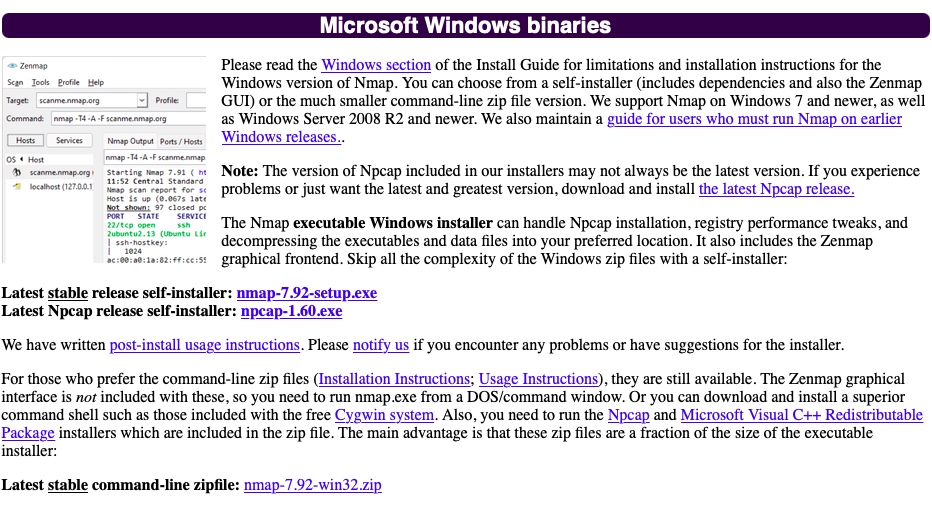 Microsoft Windows binaries
Zenmap
Scan Tools Profile Help
Target: scanme.nmap.org Profile:
Command: nmap -T4 -A -F scanme.nmap.org
Hosts Services Nmap Output Ports / Hosts
OS Host
nmap -T4 -A -F scanme.nmap.
scanme.nmap.org
localhost (127.0.0.1
Starting Nmap 7.91 ( ht
11:52 Central Standard
Nmap scan report for sc
Host is up (0.067s late
Not shown: 97 closed po
PORT STATE SERVICE
22/tcp open ssh
2ubuntu2.13 (Ubuntu Lin
| ssh-hostkey:
| 1024
ac:00:a0:1a:82:ff:cc:55
Please read the Windows section of the Install Guide for limitations and installation instructions for the
Windows version of Nmap. You can choose from a self-installer (includes dependencies and also the Zenmap
GUI) or the much smaller command-line zip file version. We support Nmap on Windows 7 and newer, as well
as Windows Server 2008 R2 and newer. We also maintain a guide for users who must run Nmap on earlier
Windows releases..
Note: The version of Npcap included in our installers may not always be the latest version. If you experience
problems or just want the latest and greatest version, download and install the latest Npcap release.
The Nmap executable Windows installer can handle Npcap installation, registry performance tweaks, and
decompressing the executables and data files into your preferred location. It also includes the Zenmap
graphical frontend. Skip all the complexity of the Windows zip files with a self-installer:
Latest stable release self-installer: nmap-7.92-setup.exe
Latest Npcap release self-installer: npcap-1.60.exe
We have written post-install usage instructions. Please notify us if you encounter any problems or have suggestions for the installer.
For those who prefer the command-line zip files (Installation Instructions; Usage Instructions), they are still available. The Zenmap graphical
interface is not included with these, so you need to run nmap.exe from a DOS/command window. Or you can download and install a superior
command shell such as those included with the free Cygwin system. Also, you need to run the Npcap and Microsoft Visual C++ Redistributable
Package installers which are included in the zip file. The main advantage is that these zip files are a fraction of the size of the executable
installer:
Latest stable command-line zipfile: nmap-7.92-win32.zip